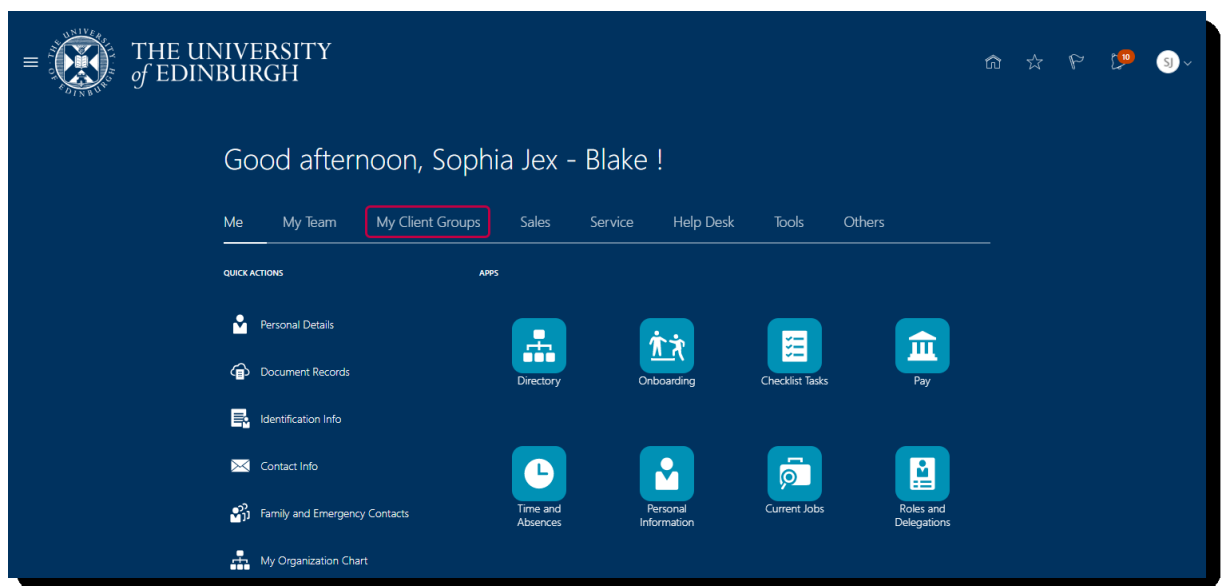 THE UNIVERSITY
of EDINBURGH
10
SJ
Good afternoon, Sophia Jex - Blake !
Me My Team My Client Groups Sales Service Help Desk Tools Others
QUICK ACTIONS
APPS
Personal Details
Document Records
Identification Info
Contact Info
Family and Emergency Contacts
My Organization Chart
Directory
Onboarding
Checklist Tasks
Pay
Time and
Absences
Personal
Information
Current Jobs
Roles and
Delegations